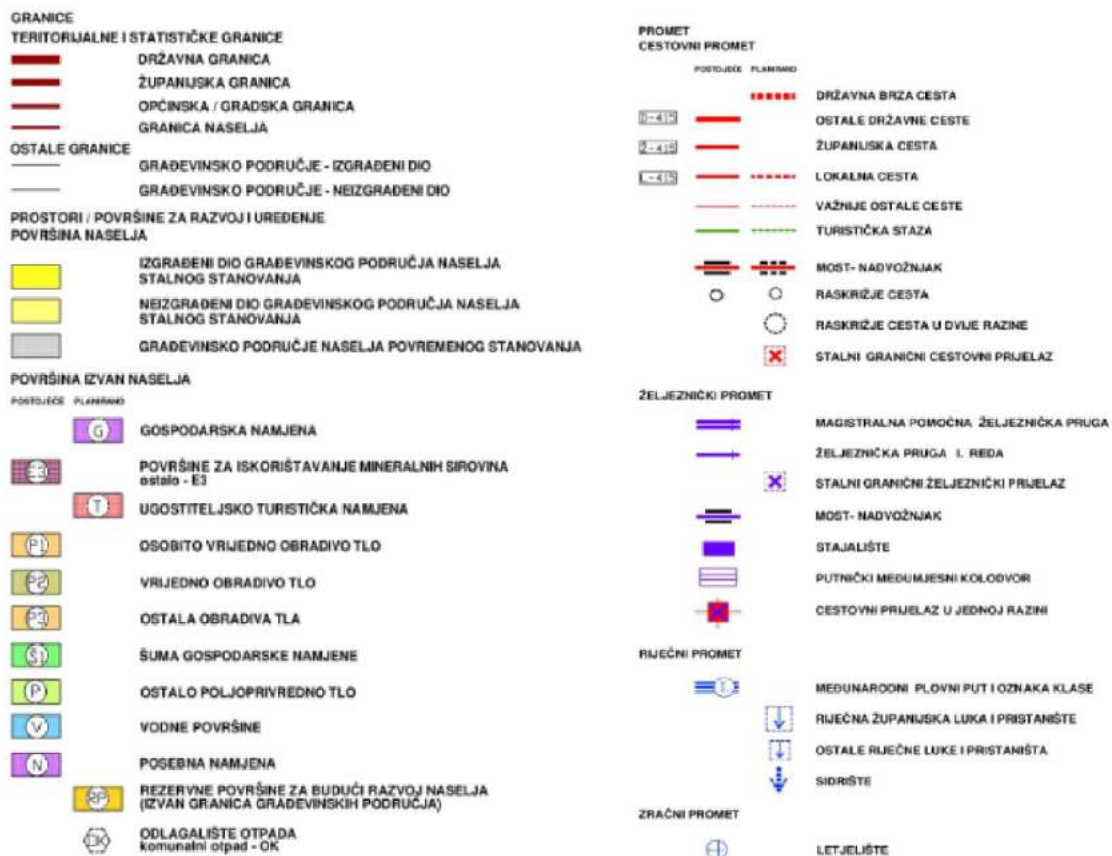 GRANICE
TERITORIJALNE I STATISTIČKE GRANICE
DRŽAVNA GRANICA
ŽUPANIJSKA GRANICA
OPĆINSKA / GRADSKA GRANICA
GRANICA NASELJA
OSTALE GRANICE
GRAĐEVINSKO PODRUČJE - IZGRAĐENI DIO
GRAĐEVINSKO PODRUČJE - NEIZGRAĐENI DIO
PROSTORI / POVRŠINE ZA RAZVOJ I UREĐENJE
POVRŠINA NASELJA
IZGRAĐENI DIO GRAĐEVINSKOG PODRUČJA NASELJA
STALNOG STANOVANJA
NEIZGRAĐENI DIO GRAĐEVINSKOG PODRUČJA NASELJA
STALNOG STANOVANJA
GRAĐEVINSKO PODRUČJE NASELJA POVREMENOG STANOVANJA
POVRŠINA IZVAN NASELJA
POSTOJEĆE PLANIRANO
G GOSPODARSKA NAMJENA
E3 POVRŠINE ZA ISKORIŠTAVANJE MINERALNIH SIROVINA
ostalo - E3
T UGOSTITELJSKO TURISTIČKA NAMJENA
P1 OSOBITO VRIJEDNO OBRADIVO TLO
P2 VRIJEDNO OBRADIVO TLO
P3 OSTALA OBRADIVA TLA
Š1 ŠUMA GOSPODARSKE NAMJENE
P OSTALO POLJOPRIVREDNO TLO
V VODNE POVRŠINE
N POSEBNA NAMJENA
RP REZERVNE POVRŠINE ZA BUDUĆI RAZVOJ NASELJA
(IZVAN GRANICA GRAĐEVINSKIH PODRUČJA)
OK ODLAGALIŠTE OTPADA
komunalni otpad - OK
PROMET
CESTOVNI PROMET
POSTOJEĆE PLANIRANO
DRŽAVNA BRZA CESTA
D-415 OSTALE DRŽAVNE CESTE
Ž-415 ŽUPANIJSKA CESTA
L-415 LOKALNA CESTA
VAŽNIJE OSTALE CESTE
TURISTIČKA STAZA
MOST- NADVOŽNJAK
RASKRIŽJE CESTA
RASKRIŽJE CESTA U DVIJE RAZINE
STALNI GRANIČNI CESTOVNI PRIJELAZ
ŽELJEZNIČKI PROMET
MAGISTRALNA POMOĆNA ŽELJEZNIČKA PRUGA
ŽELJEZNIČKA PRUGA I. REDA
STALNI GRANIČNI ŽELJEZNIČKI PRIJELAZ
MOST- NADVOŽNJAK
STAJALIŠTE
PUTNIČKI MEĐUMJESNI KOLODVOR
CESTOVNI PRIJELAZ U JEDNOJ RAZINI
RIJEČNI PROMET
MEĐUNARODNI PLOVNI PUT I OZNAKA KLASE
RIJEČNA ŽUPANIJSKA LUKA I PRISTANIŠTE
OSTALE RIJEČNE LUKE I PRISTANIŠTA
SIDRIŠTE
ZRAČNI PROMET
LETJELIŠTE